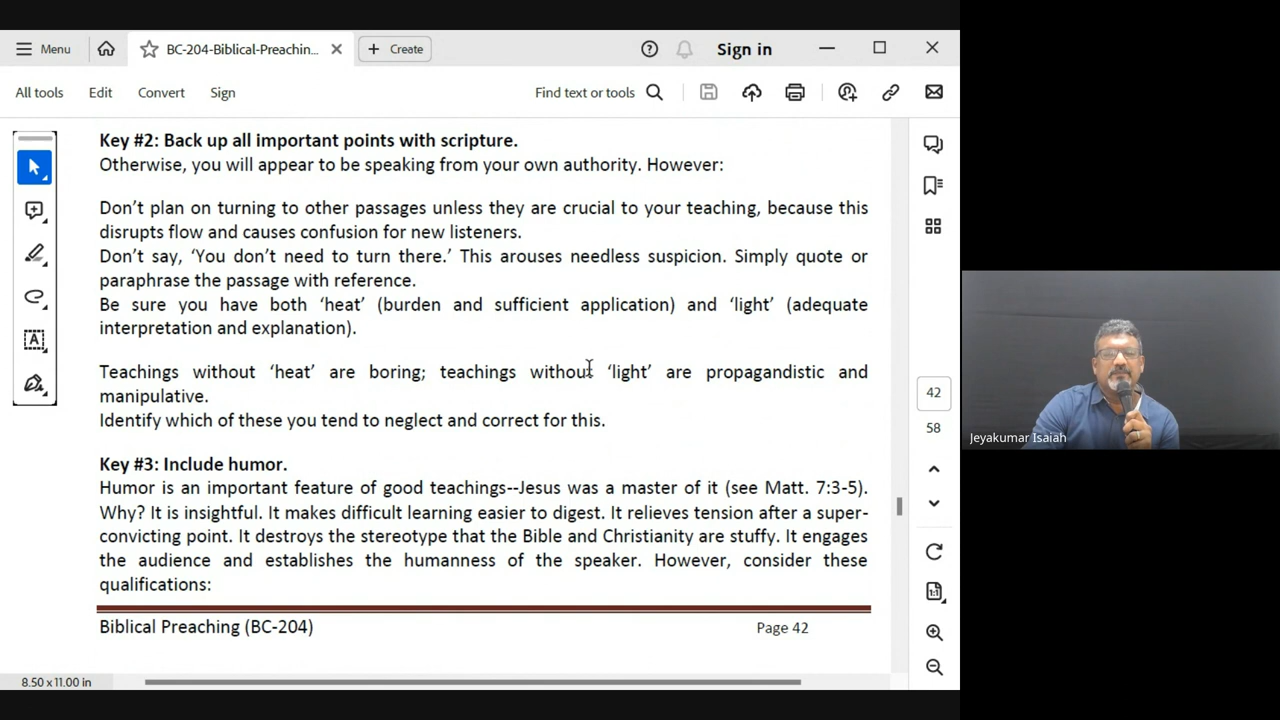 Menu
BC-204-Biblical-Preachin...
Create
Sign in
All tools
Edit
Convert
Sign
Find text or tools
Key #2: Back up all important points with scripture.
Otherwise, you will appear to be speaking from your own authority. However:
Don’t plan on turning to other passages unless they are crucial to your teaching, because this
disrupts flow and causes confusion for new listeners.
Don’t say, ‘You don’t need to turn there.’ This arouses needless suspicion. Simply quote or
paraphrase the passage with reference.
Be sure you have both ‘heat’ (burden and sufficient application) and ‘light’ (adequate
interpretation and explanation).
Teachings without ‘heat’ are boring; teachings without ‘light’ are propagandistic and
manipulative.
Identify which of these you tend to neglect and correct for this.
Key #3: Include humor.
Humor is an important feature of good teachings--Jesus was a master of it (see Matt. 7:3-5).
Why? It is insightful. It makes difficult learning easier to digest. It relieves tension after a super-
convicting point. It destroys the stereotype that the Bible and Christianity are stuffy. It engages
the audience and establishes the humanness of the speaker. However, consider these
qualifications:
Biblical Preaching (BC-204)
Page 42
8.50 x 11.00 in
42
58
1:1
Jeyakumar Isaiah